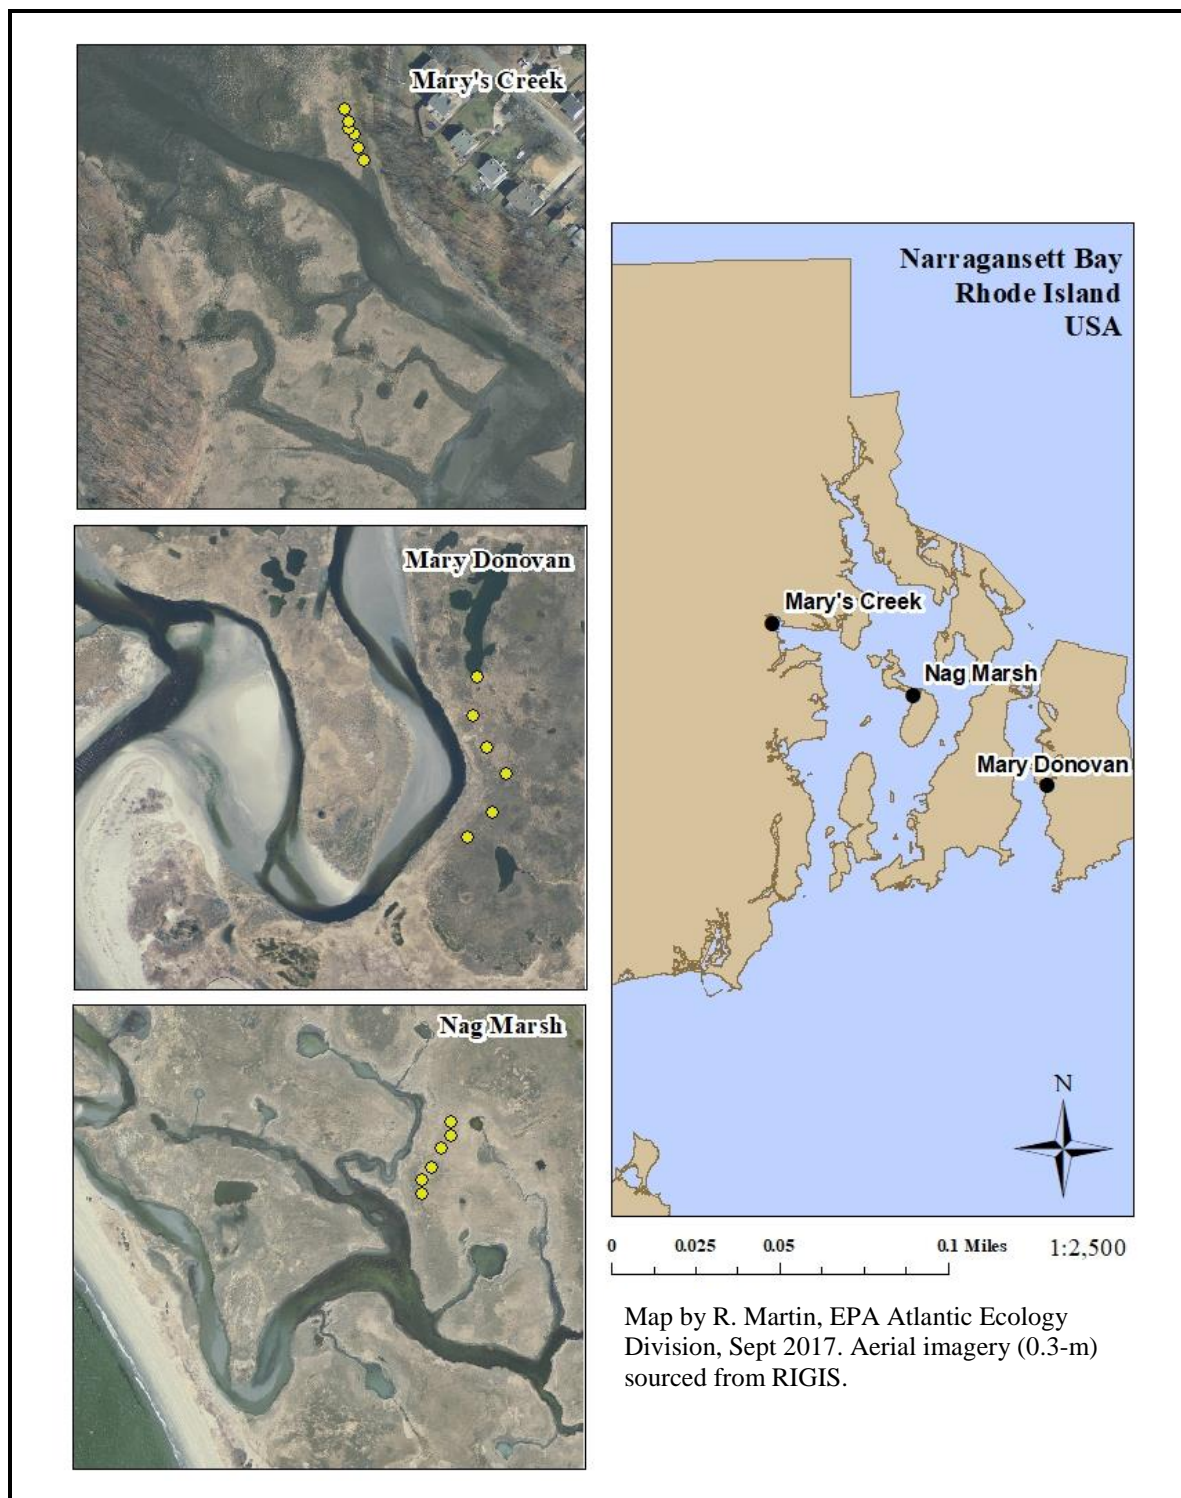 Mary's Creek
Mary Donovan
Nag Marsh
Narragansett Bay
Rhode Island
USA
Mary's Creek
Nag Marsh
Mary Donovan
N
0 0.025 0.05 0.1 Miles 1:2,500
Map by R. Martin, EPA Atlantic Ecology
Division, Sept 2017. Aerial imagery (0.3-m)
sourced from RIGIS.